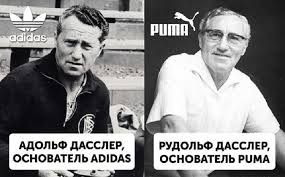 adidas
PUMA
АДОЛЬФ ДАССЛЕР,
ОСНОВАТЕЛЬ ADIDAS
РУДОЛЬФ ДАССЛЕР,
ОСНОВАТЕЛЬ PUMA